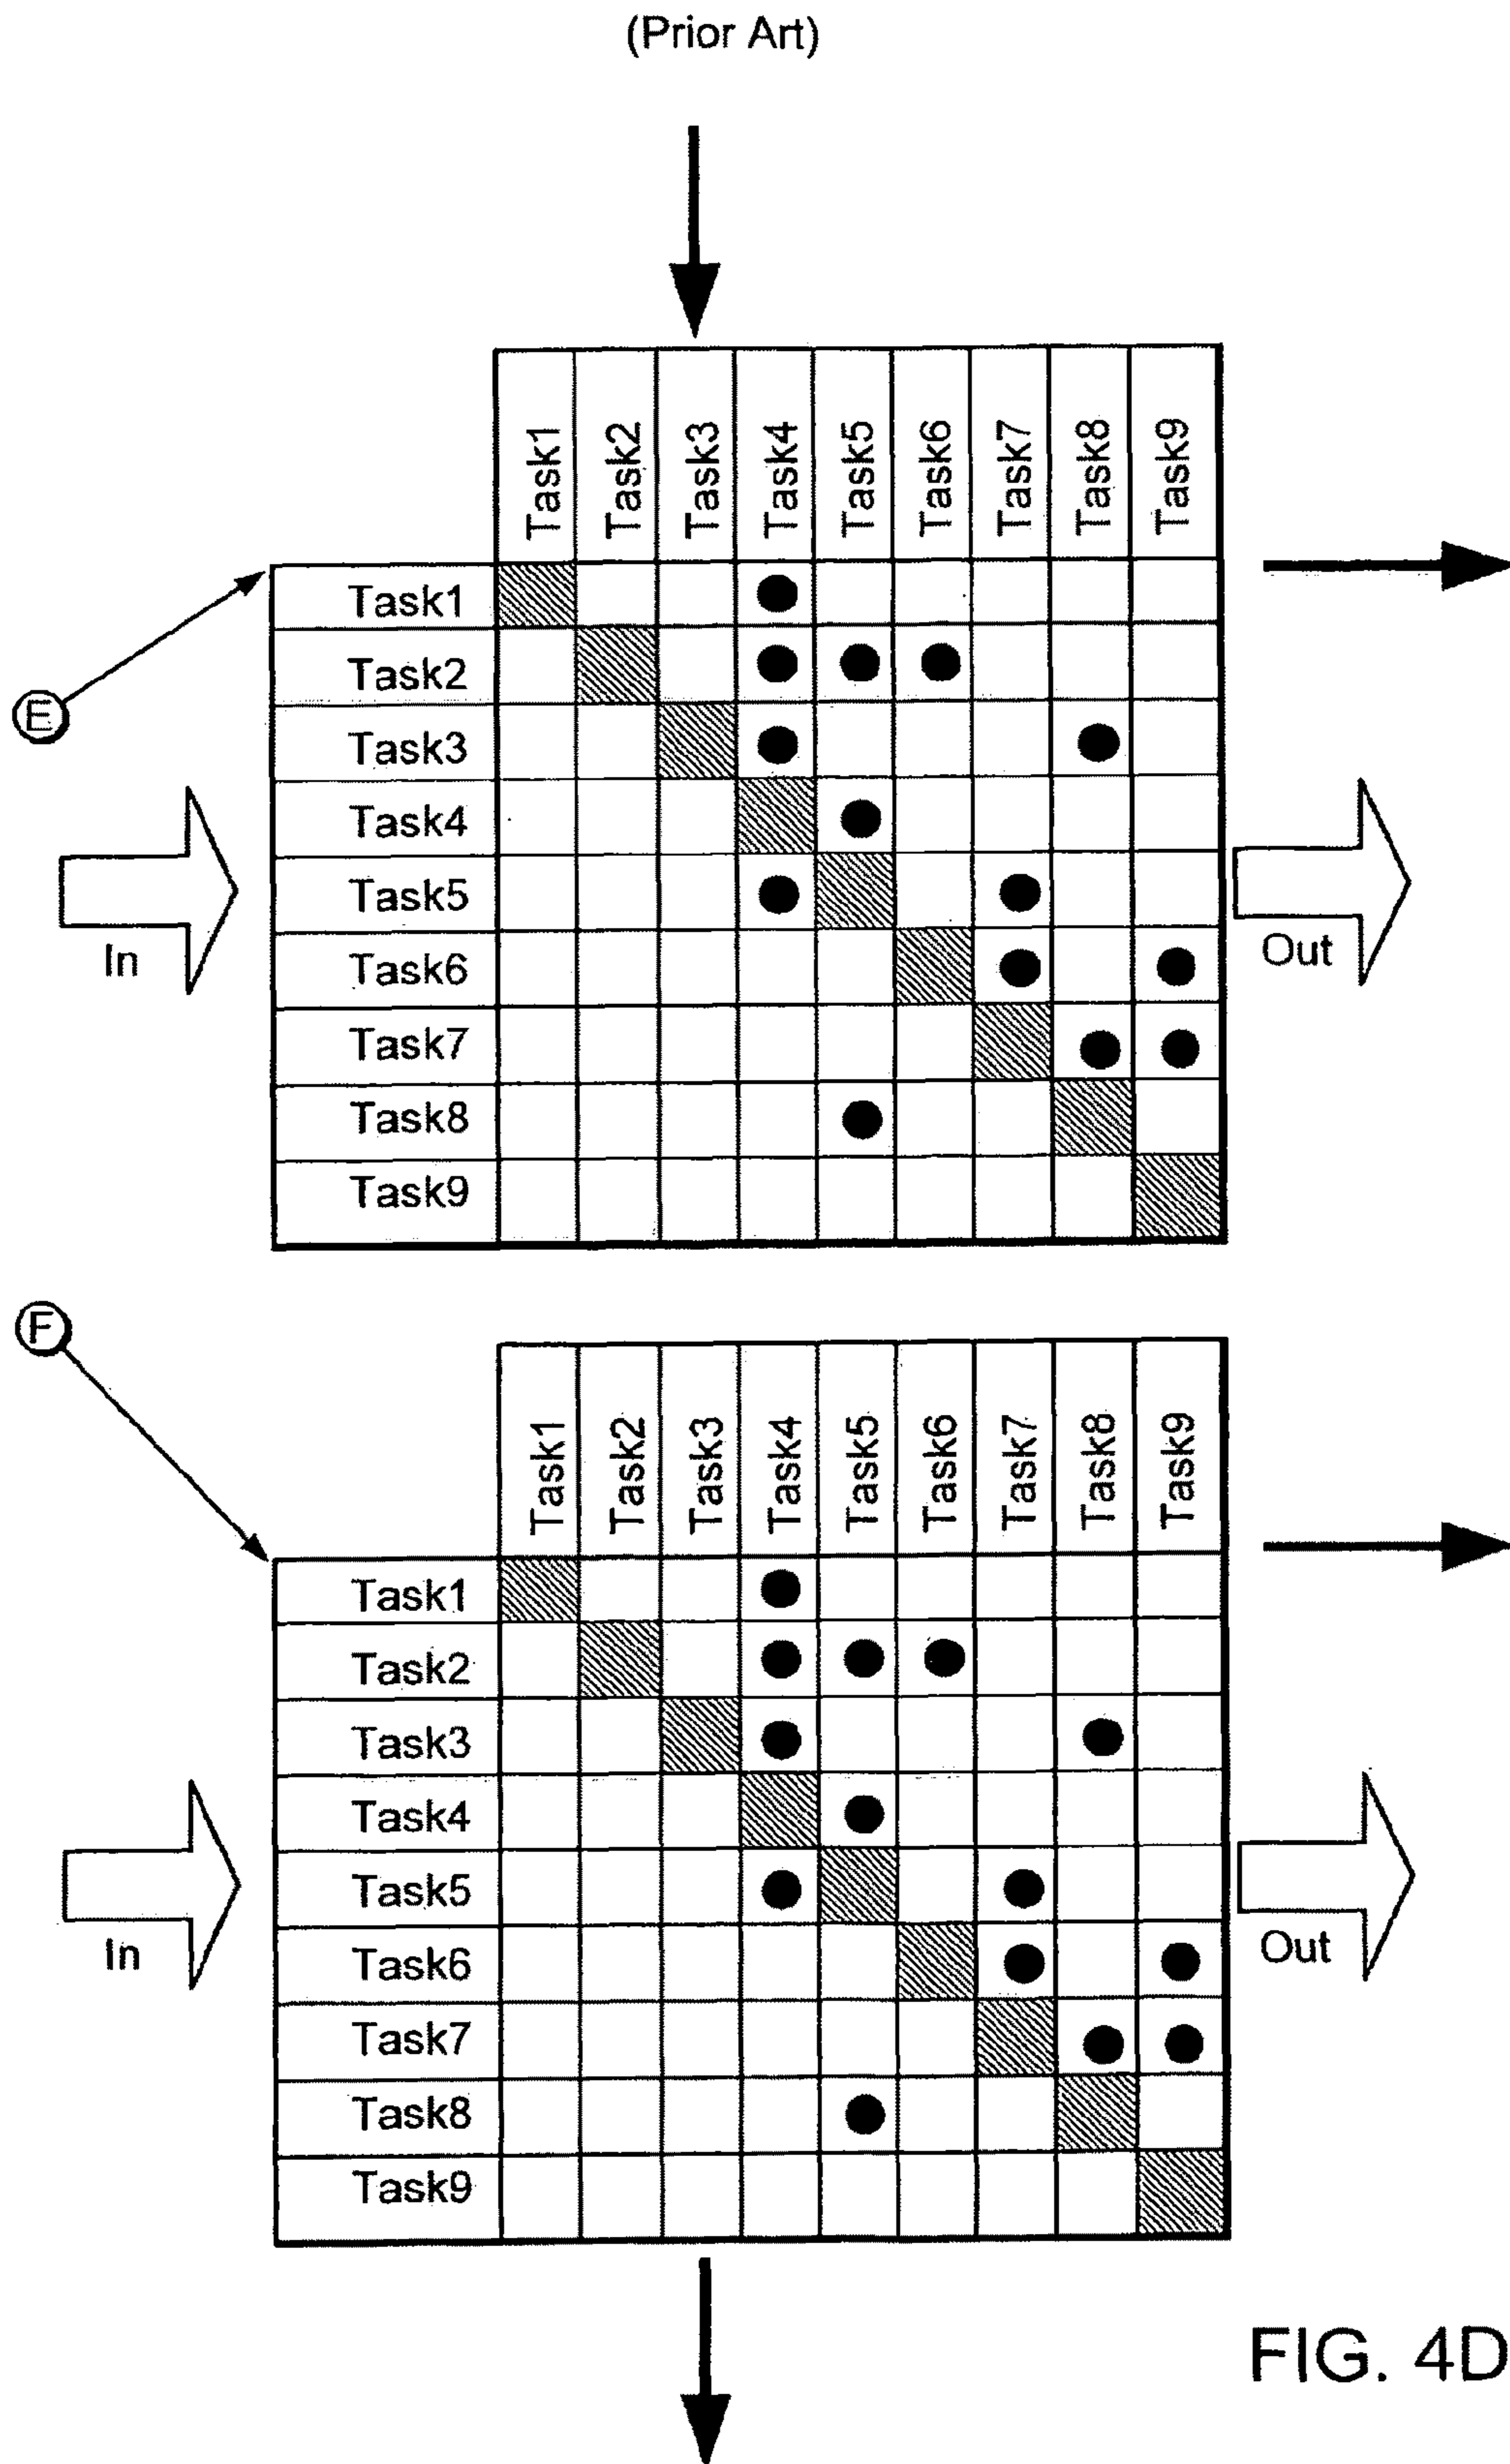 (Prior Art)
Task1 Task2 Task3 Task4 Task5 Task6 Task7 Task8 Task9
Task1
Task2
E
Task3
Task4
Task5
In
Out
Task6
Task7
Task8
Task9
F
Task1 Task2 Task3 Task4 Task5 Task6 Task7 Task8 Task9
Task1
Task2
Task3
Task4
Task5
In
Out
Task6
Task7
Task8
Task9
FIG. 4D